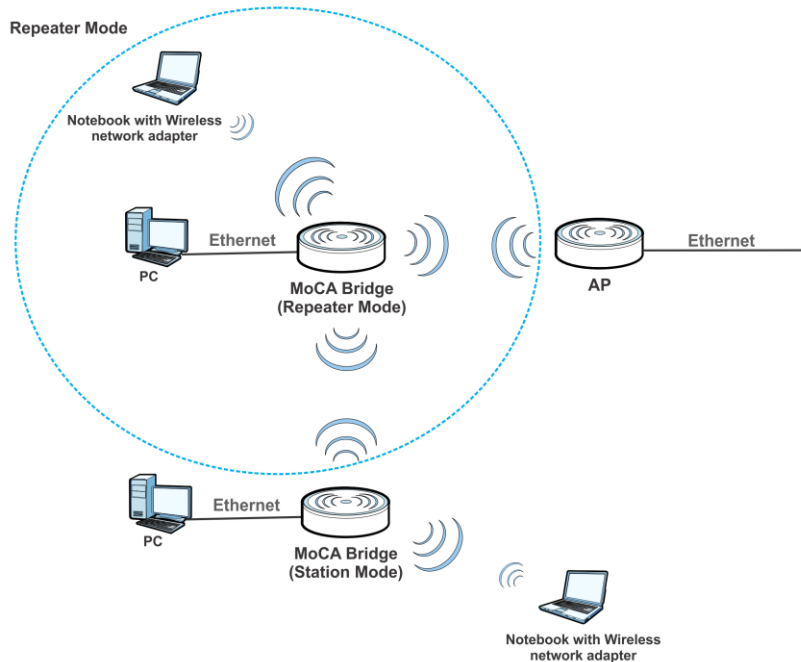 Repeater Mode
Notebook with Wireless
network adapter
Ethernet
PC
MoCA Bridge
(Repeater Mode)
Ethernet
AP
Ethernet
PC
MoCA Bridge
(Station Mode)
Notebook with Wireless
network adapter